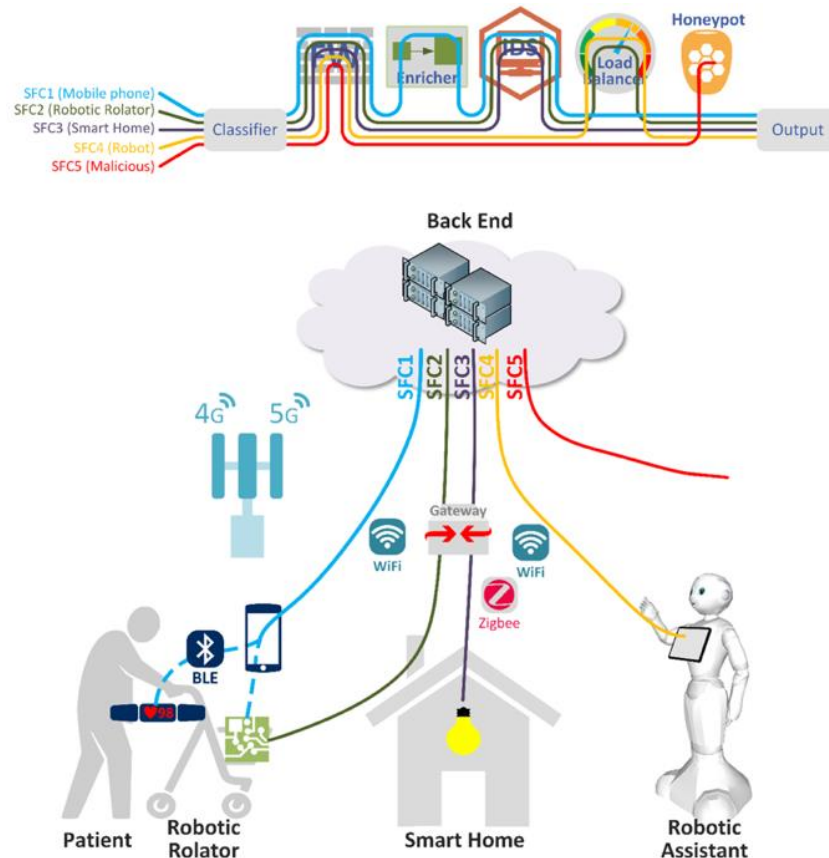 Honeypot
IDS
Enricher
Load
Balancer
SFC1 (Mobile phone)
SFC2 (Robotic Rolator)
SFC3 (Smart Home)
SFC4 (Robot)
SFC5 (Malicious)
Classifier
Output
Back End
SFC1
SFC2
SFC3
SFC4
SFC5
4G
5G
Gateway
WiFi
WiFi
Zigbee
BLE
98
Patient
Robotic
Rolator
Smart Home
Robotic
Assistant